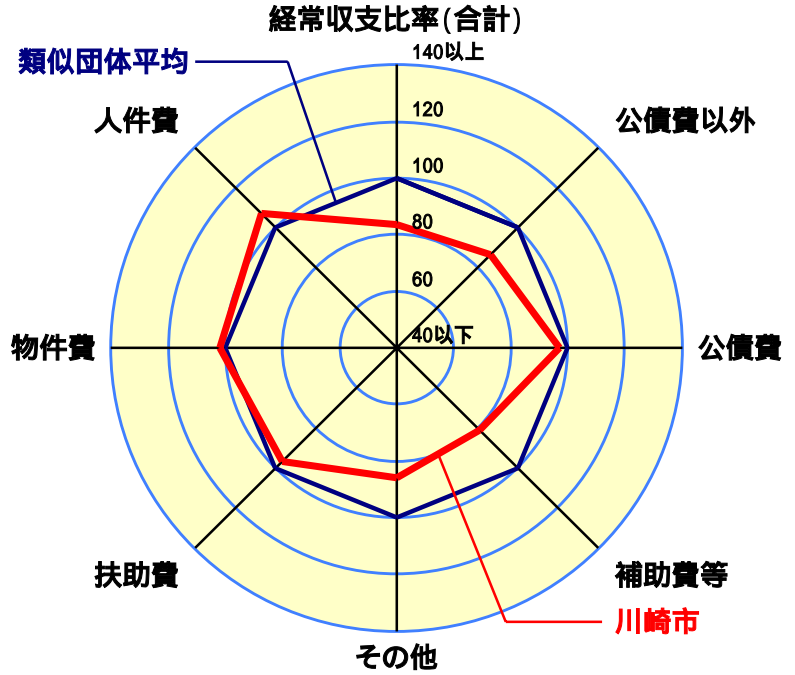 経常収支比率(合計)
140以上
類似団体平均
120
人件費
公債費以外
100
80
60
40以下
物件費
公債費
扶助費
補助費等
川崎市
その他